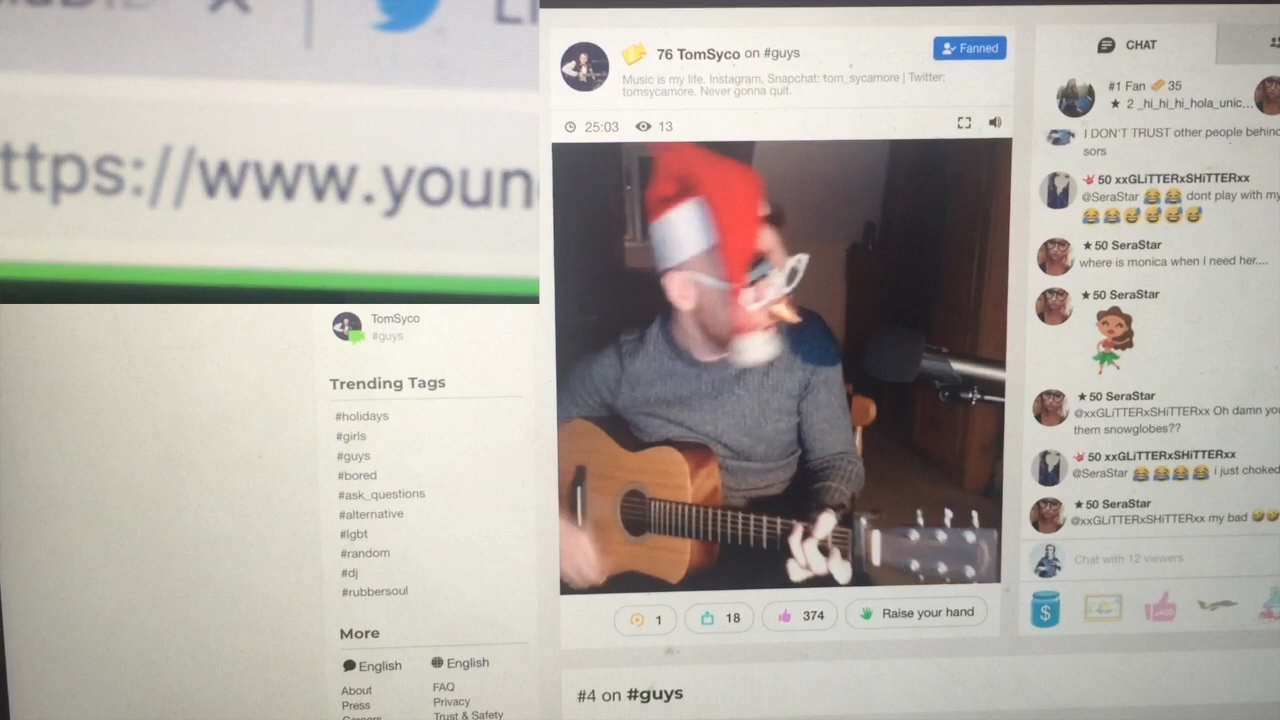 ttps://www.youn
TomSyco
#guys
Trending Tags
#holidays
#girls
#guys
#bored
#ask_questions
#alternative
#lgbt
#random
#dj
#rubbersoul
More
English
English
About
FAQ
Press
Privacy
Careers
Trust & Safety
76 TomSyco on #guys
Fanned
Music is my life. Instagram, Snapchat: tom_sycamore | Twitter:
tomsycamore. Never gonna quit.
25:03 13
1 18 374 Raise your hand
#4 on #guys
CHAT
#1 Fan 35
★ 2 _hi_hi_hi_hola_unic...
I DON'T TRUST other people behind
sors
50 xxGLiTTERxSHiTTERxx
@SeraStar 😂 😂 dont play with my
😂 😂 😅 😅 😅 😅
★ 50 SeraStar
where is monica when I need her....
★ 50 SeraStar
★ 50 SeraStar
@xxGLiTTERxSHiTTERxx Oh damn you
them snowglobes??
50 xxGLiTTERxSHiTTERxx
@SeraStar 😂 😂 😂 😂 i just choked
★ 50 SeraStar
@xxGLiTTERxSHiTTERxx my bad 🤣 🤣
Chat with 12 viewers
$
x400